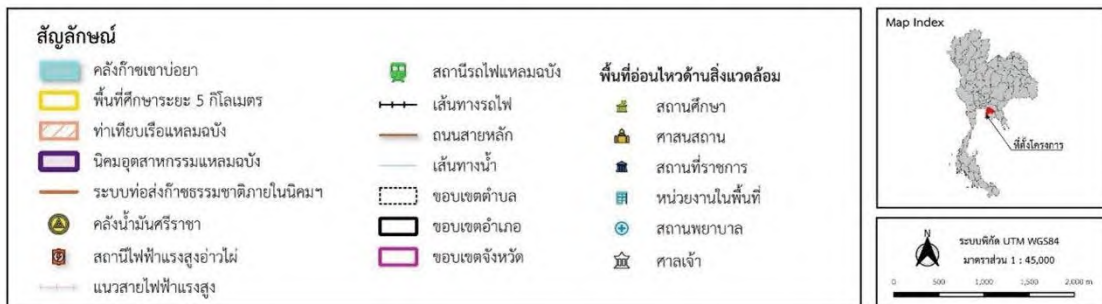 สัญลักษณ์
คลังก๊าซเขาบ่อยา
พื้นที่ศึกษาระยะ 5 กิโลเมตร
ท่าเทียบเรือแหลมฉบัง
นิคมอุตสาหกรรมแหลมฉบัง
ระบบท่อส่งก๊าซธรรมชาติภายในนิคมฯ
คลังน้ำมันศรีราชา
สถานีไฟฟ้าแรงสูงอ่าวไผ่
แนวสายไฟฟ้าแรงสูง
สถานีรถไฟแหลมฉบัง
เส้นทางรถไฟ
ถนนสายหลัก
เส้นทางน้ำ
ขอบเขตตำบล
ขอบเขตอำเภอ
ขอบเขตจังหวัด
พื้นที่อ่อนไหวด้านสิ่งแวดล้อม
สถานศึกษา
ศาสนสถาน
สถานที่ราชการ
หน่วยงานในพื้นที่
สถานพยาบาล
ศาลเจ้า
Map Index
ที่ตั้งโครงการ
N
ระบบพิกัด UTM WGS84
มาตราส่วน 1 : 45,000
0 500 1,000 1,500 2,000 m.